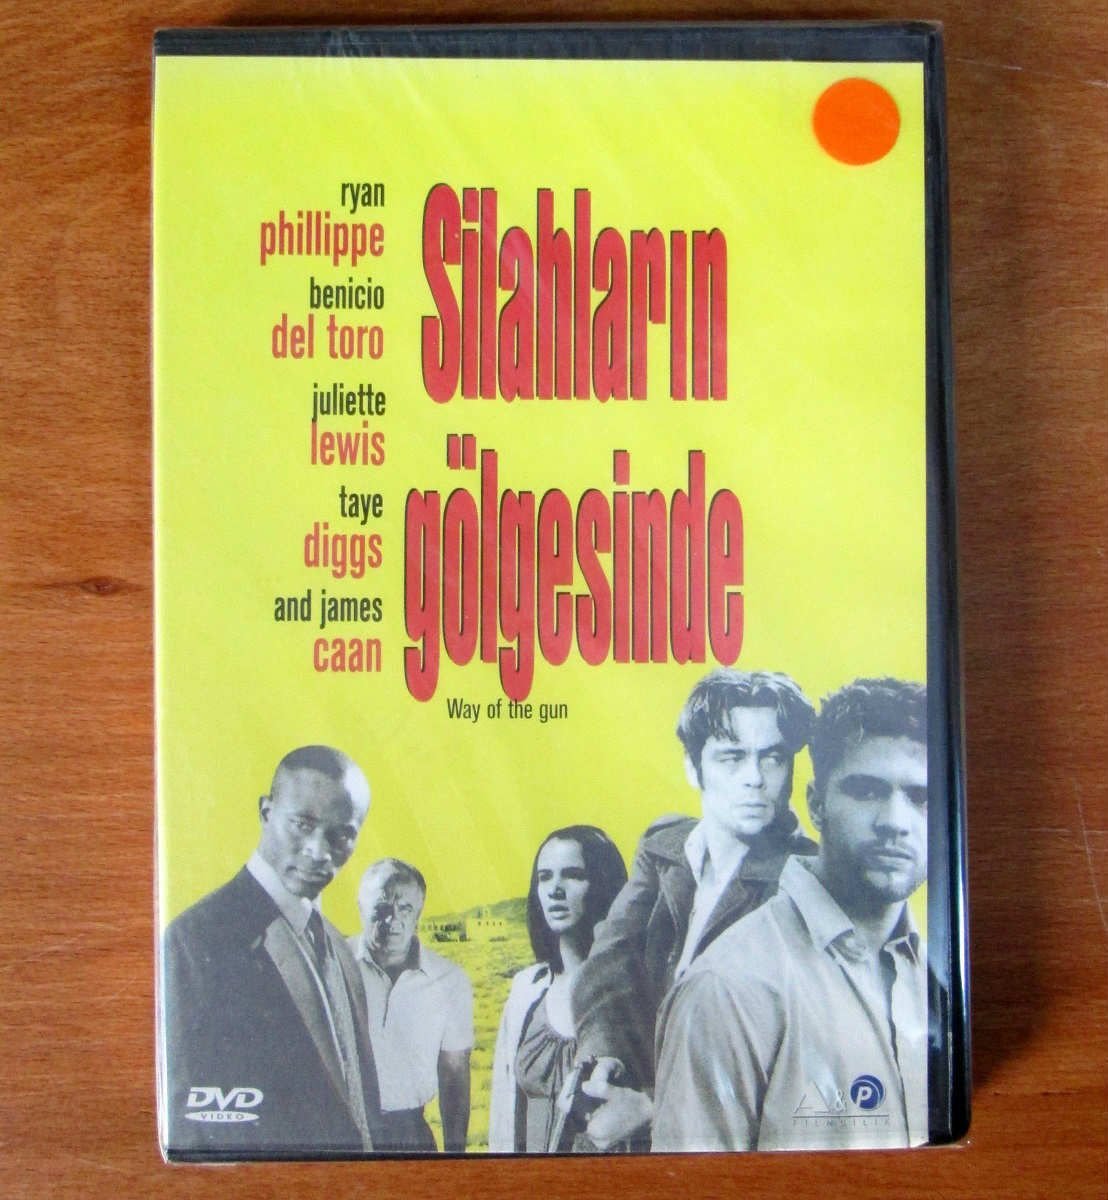 ryan
phillippe
benicio
del toro
juliette
lewis
taye
diggs
and james
caan
Silahların
gölgesinde
Way of the gun
DVD
VIDEO
A&P
FILMCILIK